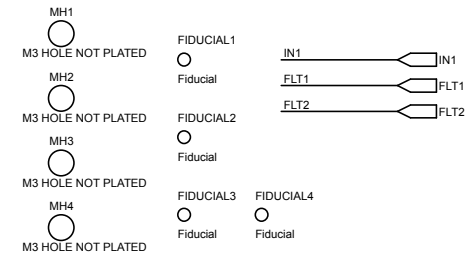 MH1
M3 HOLE NOT PLATED
MH2
M3 HOLE NOT PLATED
MH3
M3 HOLE NOT PLATED
MH4
M3 HOLE NOT PLATED
FIDUCIAL1
Fiducial
FIDUCIAL2
Fiducial
FIDUCIAL3 FIDUCIAL4
Fiducial Fiducial
IN1 IN1
FLT1 FLT1
FLT2 FLT2